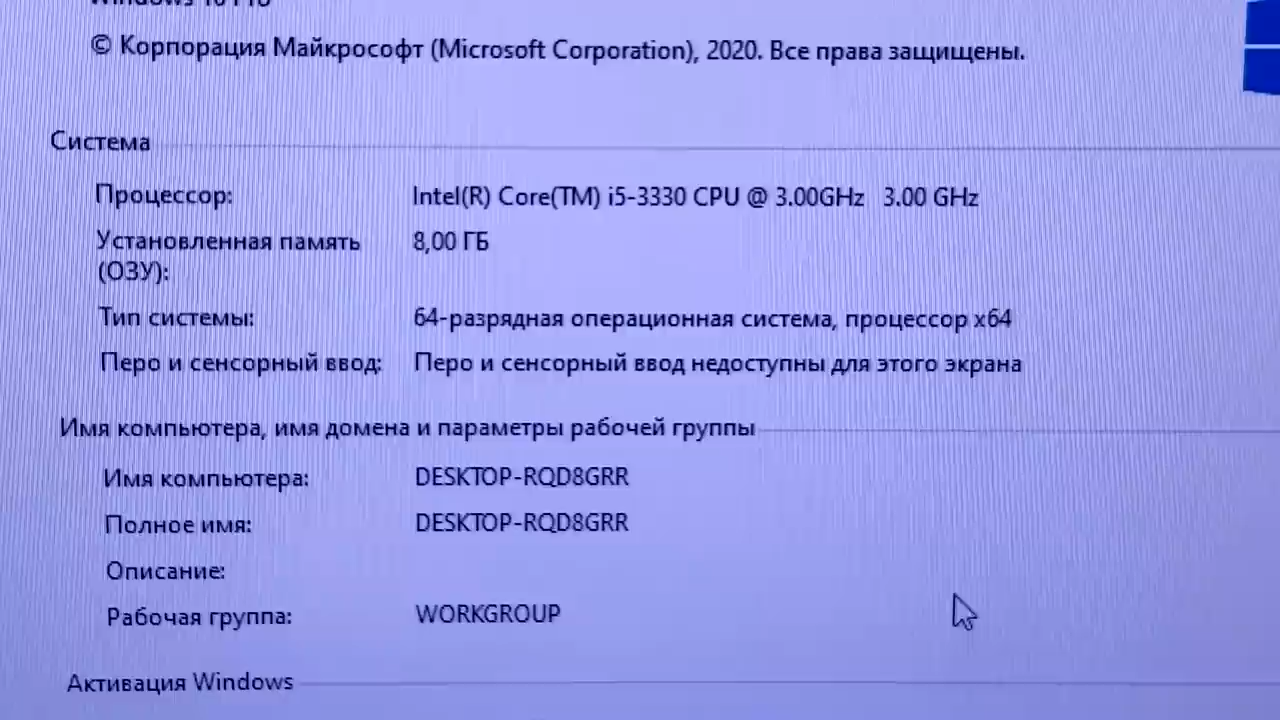 Windows 10 Pro
© Корпорация Майкрософт (Microsoft Corporation), 2020. Все права защищены.
Система
Процессор: Intel(R) Core(TM) i5-3330 CPU @ 3.00GHz 3.00 GHz
Установленная память 8,00 ГБ
(ОЗУ):
Тип системы: 64-разрядная операционная система, процессор x64
Перо и сенсорный ввод: Перо и сенсорный ввод недоступны для этого экрана
Имя компьютера, имя домена и параметры рабочей группы
Имя компьютера: DESKTOP-RQD8GRR
Полное имя: DESKTOP-RQD8GRR
Описание:
Рабочая группа: WORKGROUP
Активация Windows